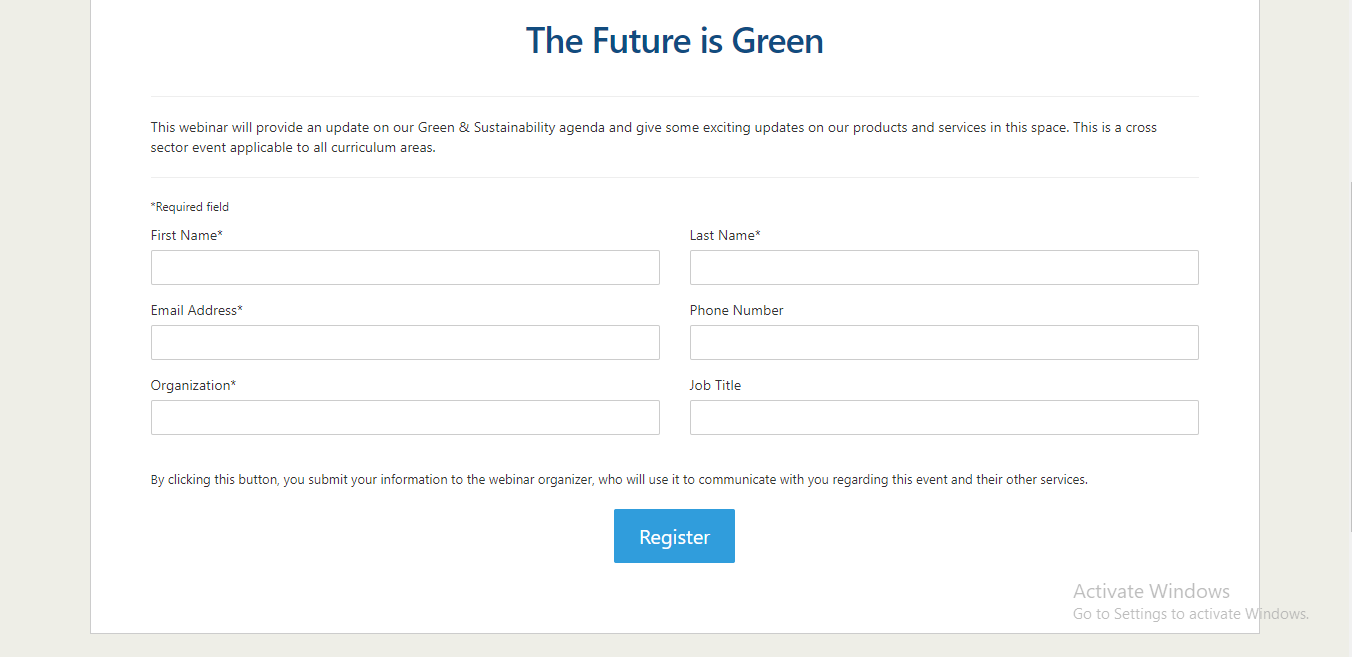 The Future is Green
This webinar will provide an update on our Green & Sustainability agenda and give some exciting updates on our products and services in this space. This is a cross
sector event applicable to all curriculum areas.
*Required field
First Name*
Last Name*
Email Address*
Phone Number
Organization*
Job Title
By clicking this button, you submit your information to the webinar organizer, who will use it to communicate with you regarding this event and their other services.
Register
Activate Windows
Go to Settings to activate Windows.